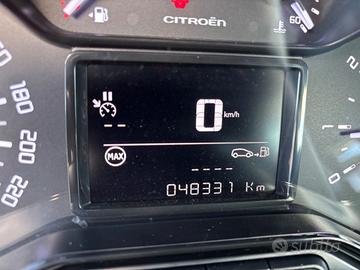 CITROËN
60
180
200
220
0 km/h
-- --
MAX
-- -- -- --
048331 Km
subito